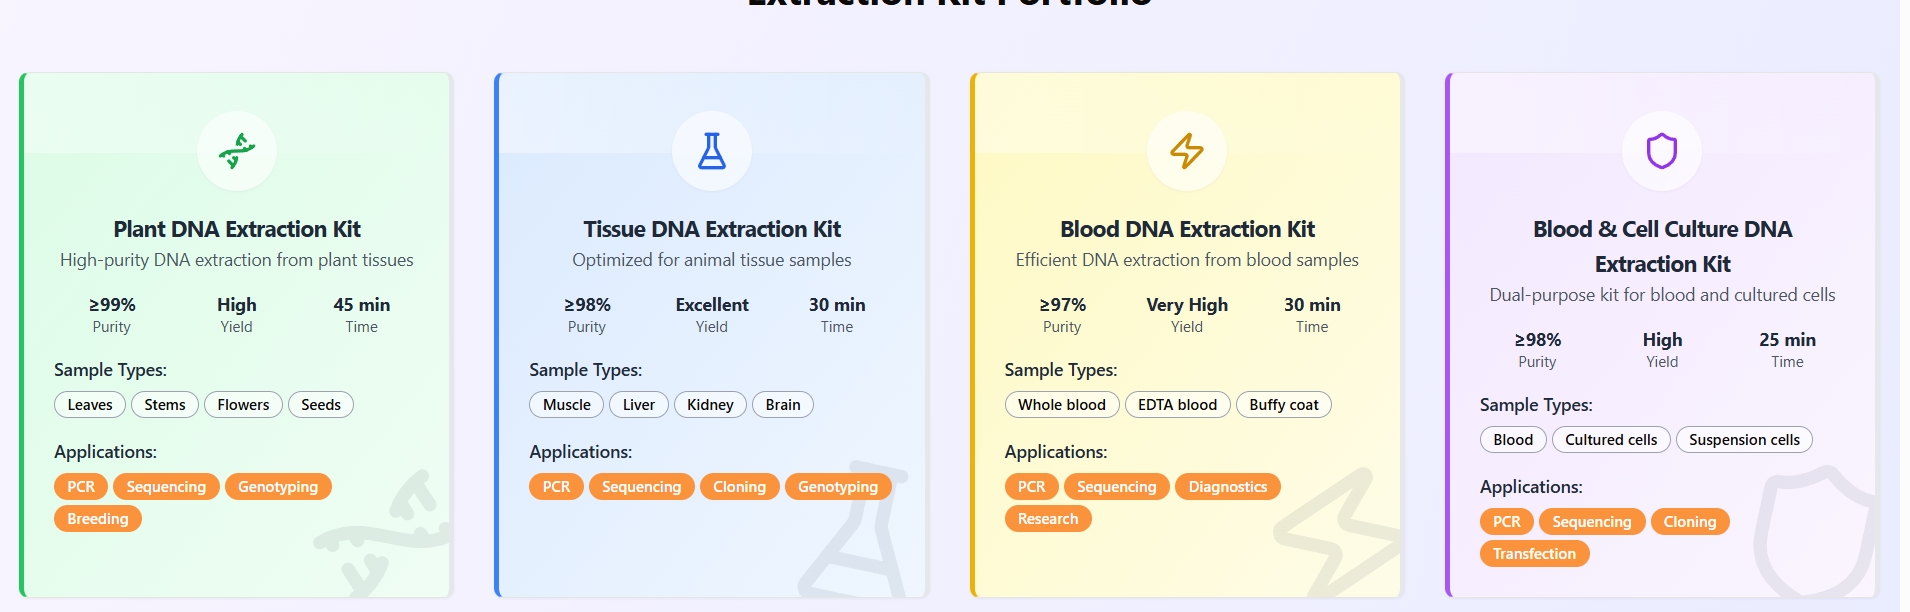 Extraction Kit Portfolio
Plant DNA Extraction Kit
High-purity DNA extraction from plant tissues
≥99% High 45 min
Purity Yield Time
Sample Types:
Leaves Stems Flowers Seeds
Applications:
PCR Sequencing Genotyping
Breeding
Tissue DNA Extraction Kit
Optimized for animal tissue samples
≥98% Excellent 30 min
Purity Yield Time
Sample Types:
Muscle Liver Kidney Brain
Applications:
PCR Sequencing Cloning Genotyping
Blood DNA Extraction Kit
Efficient DNA extraction from blood samples
≥97% Very High 30 min
Purity Yield Time
Sample Types:
Whole blood EDTA blood Buffy coat
Applications:
PCR Sequencing Diagnostics
Research
Blood & Cell Culture DNA
Extraction Kit
Dual-purpose kit for blood and cultured cells
≥98% High 25 min
Purity Yield Time
Sample Types:
Blood Cultured cells Suspension cells
Applications:
PCR Sequencing Cloning
Transfection